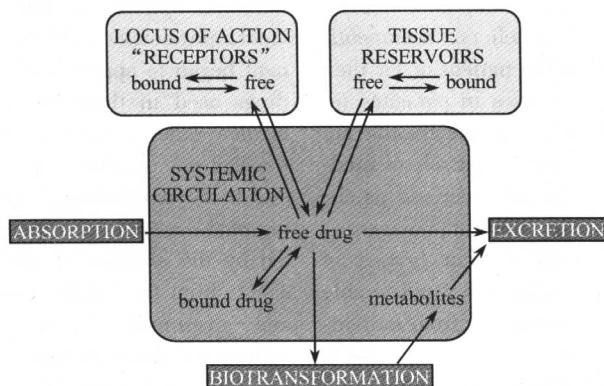 LOCUS OF ACTION
“RECEPTORS”
bound free
TISSUE
RESERVOIRS
free bound
SYSTEMIC
CIRCULATION
ABSORPTION
free drug
EXCRETION
bound drug
metabolites
BIOTRANSFORMATION